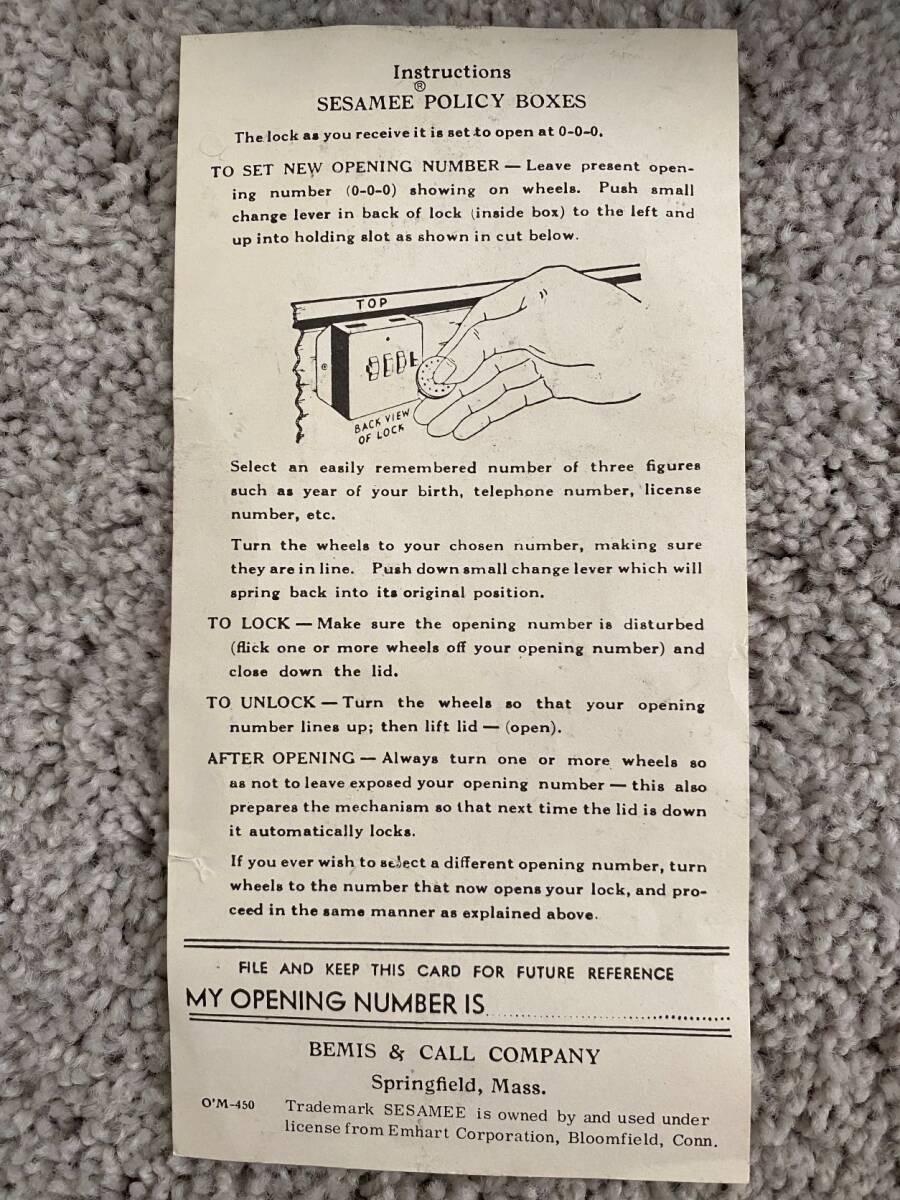 Instructions
®
SESAMEE POLICY BOXES
The lock as you receive it is set to open at 0-0-0.
TO SET NEW OPENING NUMBER — Leave present open-
ing number (0-0-0) showing on wheels. Push small
change lever in back of lock (inside box) to the left and
up into holding slot as shown in cut below.
TOP
BACK VIEW
OF LOCK
Select an easily remembered number of three figures
such as year of your birth, telephone number, license
number, etc.
Turn the wheels to your chosen number, making sure
they are in line. Push down small change lever which will
spring back into its original position.
TO LOCK — Make sure the opening number is disturbed
(flick one or more wheels off your opening number) and
close down the lid.
TO UNLOCK — Turn the wheels so that your opening
number lines up; then lift lid — (open).
AFTER OPENING — Always turn one or more wheels so
as not to leave exposed your opening number — this also
prepares the mechanism so that next time the lid is down
it automatically locks.
If you ever wish to select a different opening number, turn
wheels to the number that now opens your lock, and pro-
ceed in the same manner as explained above.
FILE AND KEEP THIS CARD FOR FUTURE REFERENCE
MY OPENING NUMBER IS
BEMIS & CALL COMPANY
Springfield, Mass.
O'M-450
Trademark SESAMEE is owned by and used under
license from Emhart Corporation, Bloomfield, Conn.